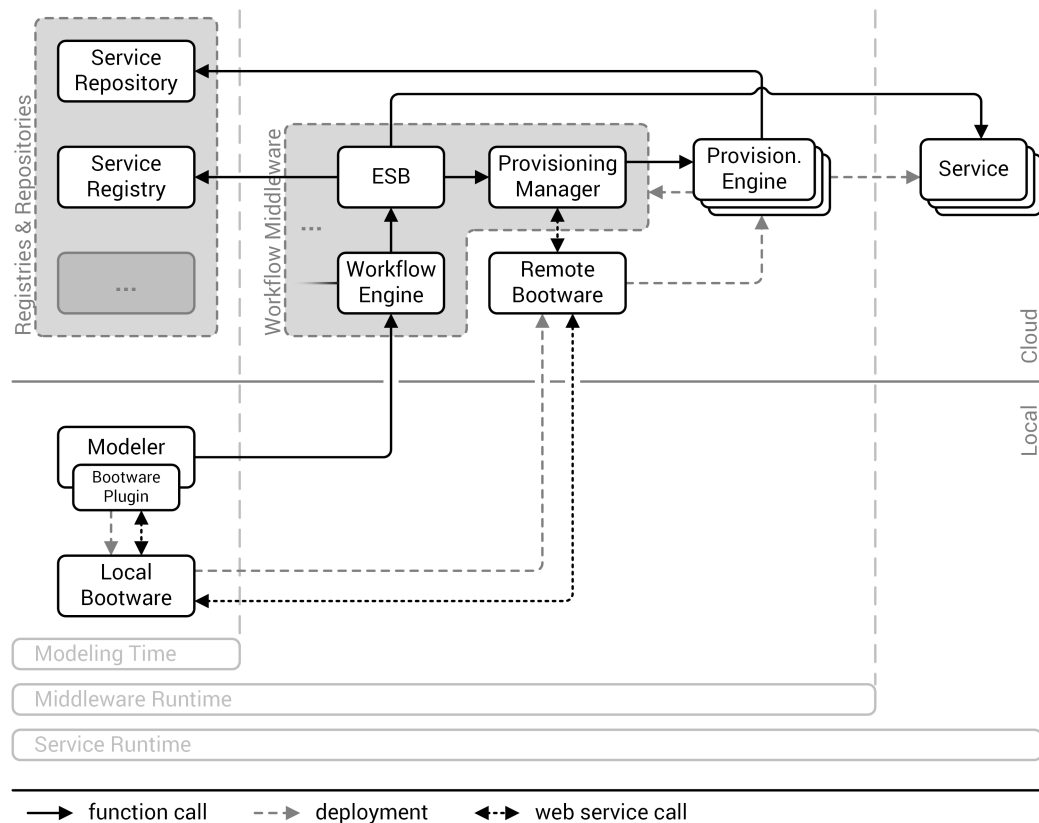 Service
Repository
Service
Registry
...
Registries & Repositories
Workflow Middleware
ESB
Provisioning
Manager
Provision.
Engine
Service
...
Workflow
Engine
Remote
Bootware
Cloud
Local
Modeler
Bootware
Plugin
Local
Bootware
Modeling Time
Middleware Runtime
Service Runtime
function call
deployment
web service call